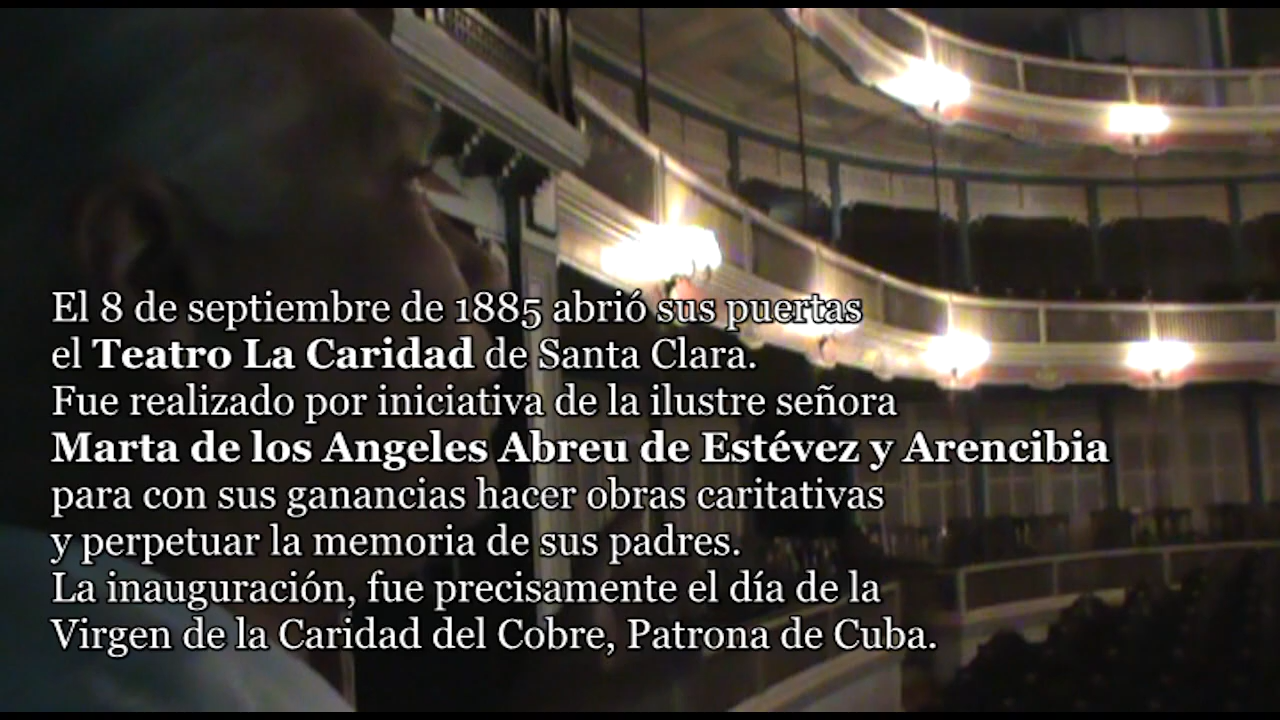 El 8 de septiembre de 1885 abrió sus puertas
el Teatro La Caridad de Santa Clara.
Fue realizado por iniciativa de la ilustre señora
Marta de los Angeles Abreu de Estévez y Arencibia
para con sus ganancias hacer obras caritativas
y perpetuar la memoria de sus padres.
La inauguración, fue precisamente el día de la
Virgen de la Caridad del Cobre, Patrona de Cuba.